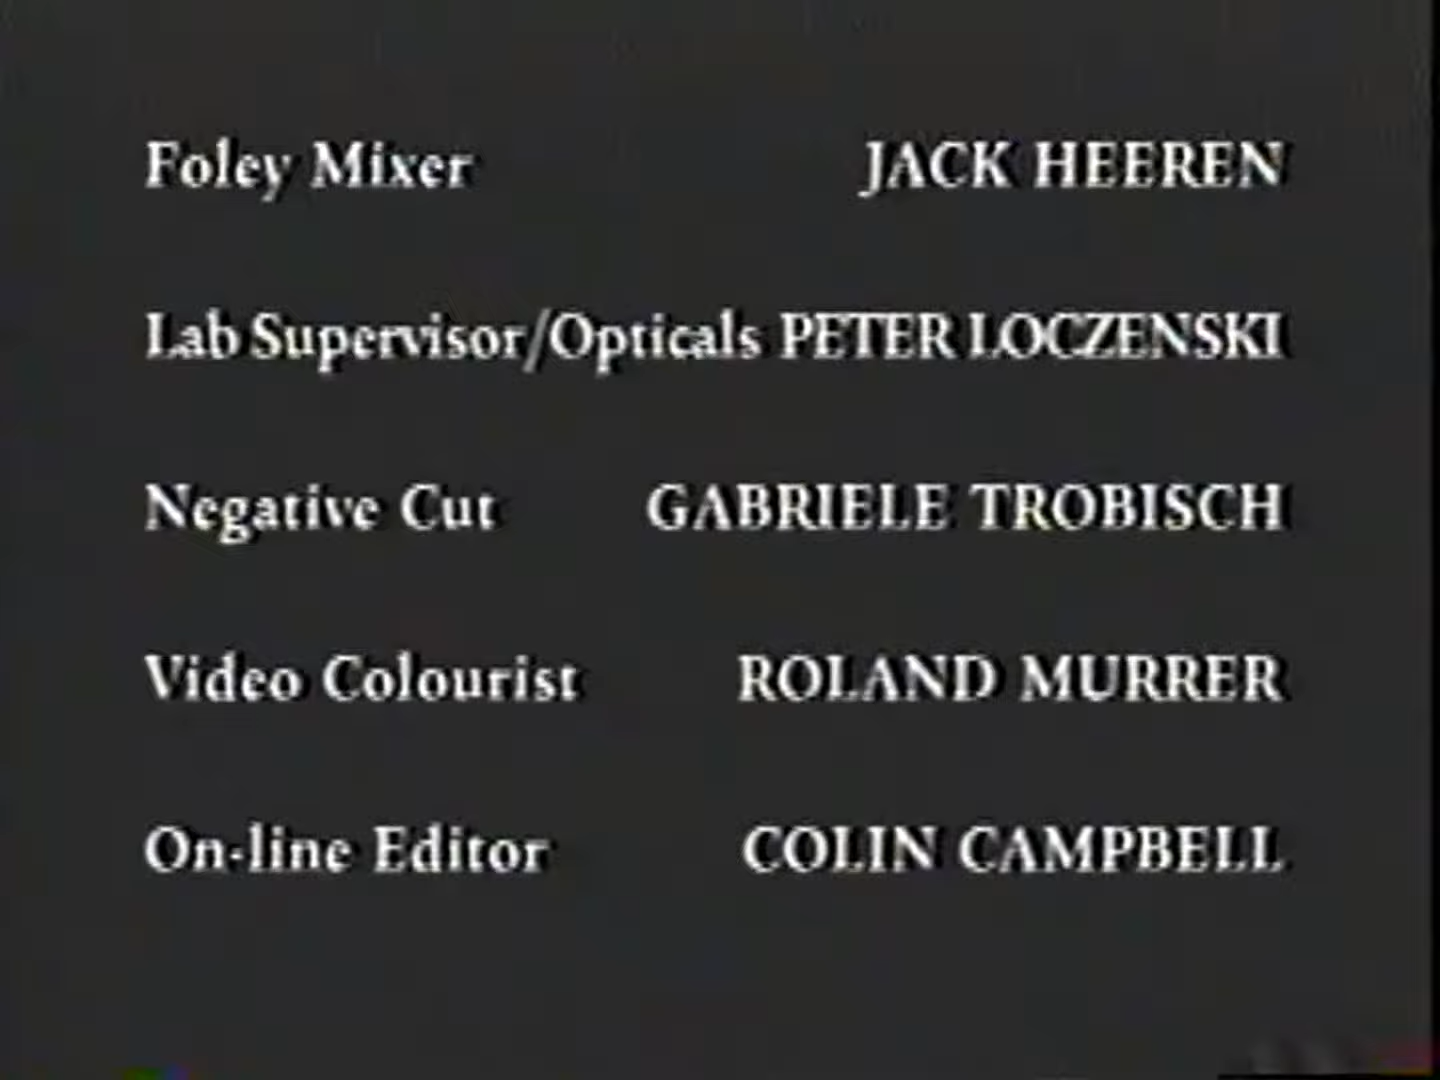 Foley Mixer JACK HEEREN
Lab Supervisor/Opticals PETER LOCZENSKI
Negative Cut GABRIELE TROBISCH
Video Colourist ROLAND MURRER
On-line Editor COLIN CAMPBELL